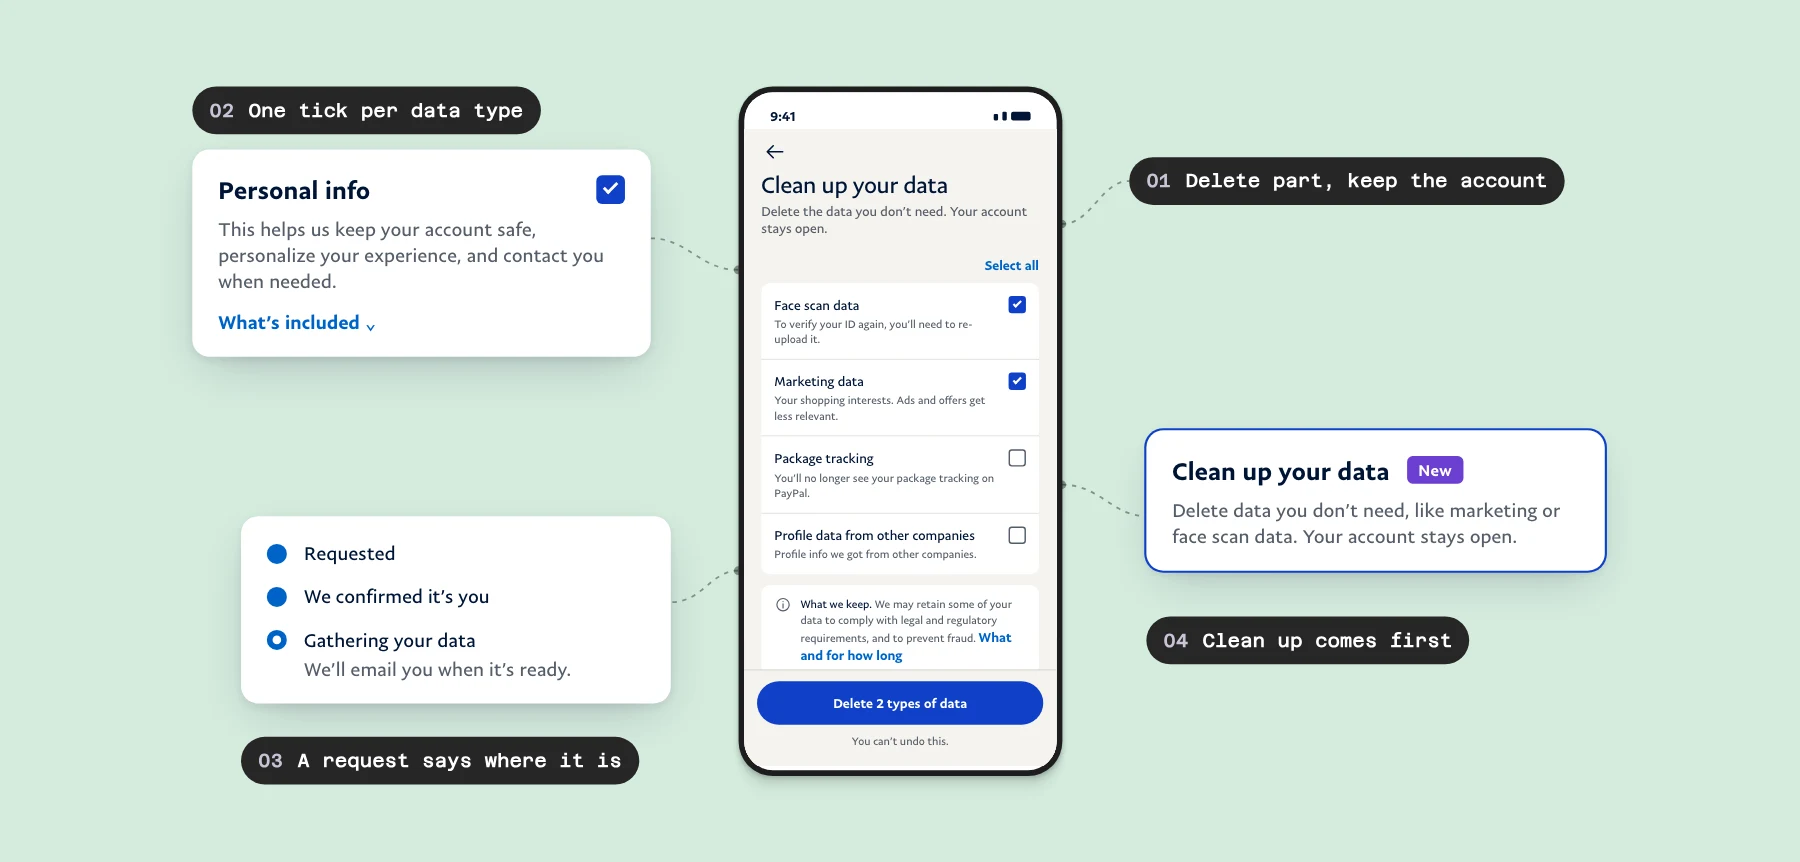 02 One tick per data type
Personal info
This helps us keep your account safe,
personalize your experience, and contact you
when needed.
What's included
Requested
We confirmed it's you
Gathering your data
We'll email you when it's ready.
03 A request says where it is
9:41
Clean up your data
Delete the data you don't need. Your account
stays open.
Select all
Face scan data
To verify your ID again, you'll need to re-
upload it.
Marketing data
Your shopping interests. Ads and offers get
less relevant.
Package tracking
You'll no longer see your package tracking on
PayPal.
Profile data from other companies
Profile info we got from other companies.
What we keep. We may retain some of your
data to comply with legal and regulatory
requirements, and to prevent fraud. What
and for how long
Delete 2 types of data
You can't undo this.
01 Delete part, keep the account
Clean up your data New
Delete data you don't need, like marketing or
face scan data. Your account stays open.
04 Clean up comes first